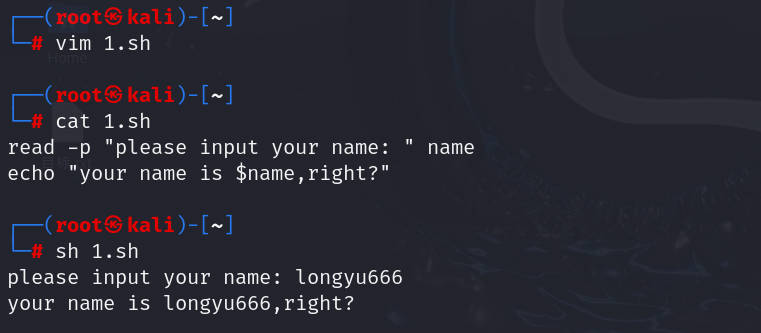 ┌──(root㉿kali)-[~]
└─# vim 1.sh
┌──(root㉿kali)-[~]
└─# cat 1.sh
read -p "please input your name: " name
echo "your name is $name,right?"
┌──(root㉿kali)-[~]
└─# sh 1.sh
please input your name: longyu666
your name is longyu666,right?
Home